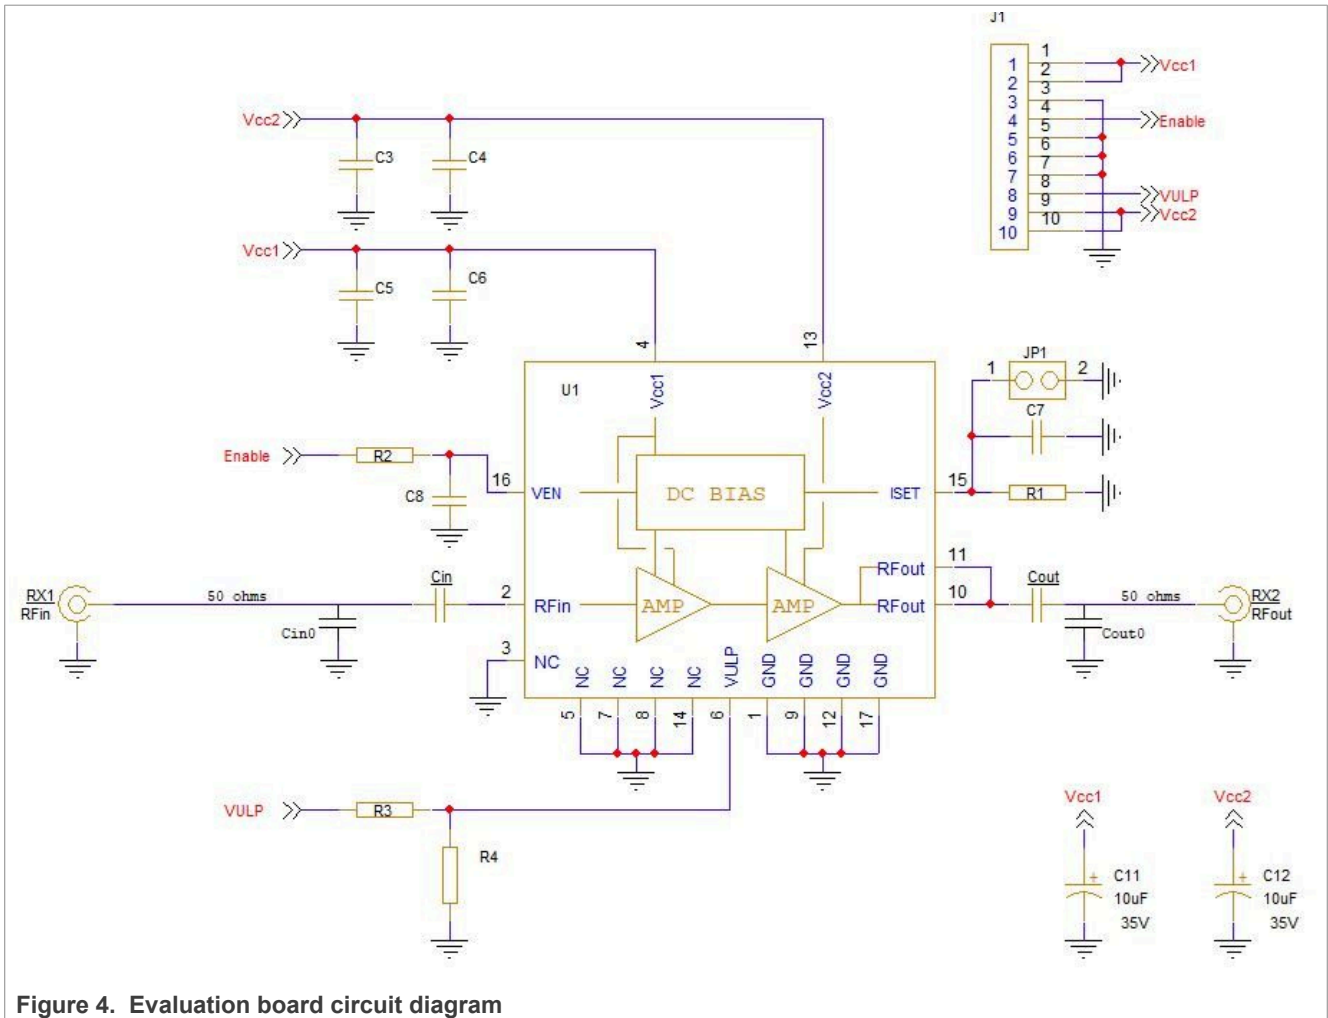 J1
1
1 2 Vcc1
2 3
3 4
4 5 Enable
5 6
6 7
7 8
8 9 VULP
9 10 Vcc2
10
Vcc2
C3 C4
Vcc1
C5 C6
4 13
JP1
1 2
U1 Vcc1 Vcc2
C7
Enable R2
16 VEN DC BIAS ISET 15 R1
C8
11
RFout
RX1
RFin
50 ohms
Cin0
Cin
2 RFin AMP AMP RFout 10
Cout
50 ohms
Cout0
RX2
RFout
3 NC
NC NC NC NC VULP GND GND GND GND
5 7 8 14 6 1 9 12 17
VULP R3
R4
Vcc1 Vcc2
C11 C12
10uF 10uF
35V 35V
Figure 4. Evaluation board circuit diagram